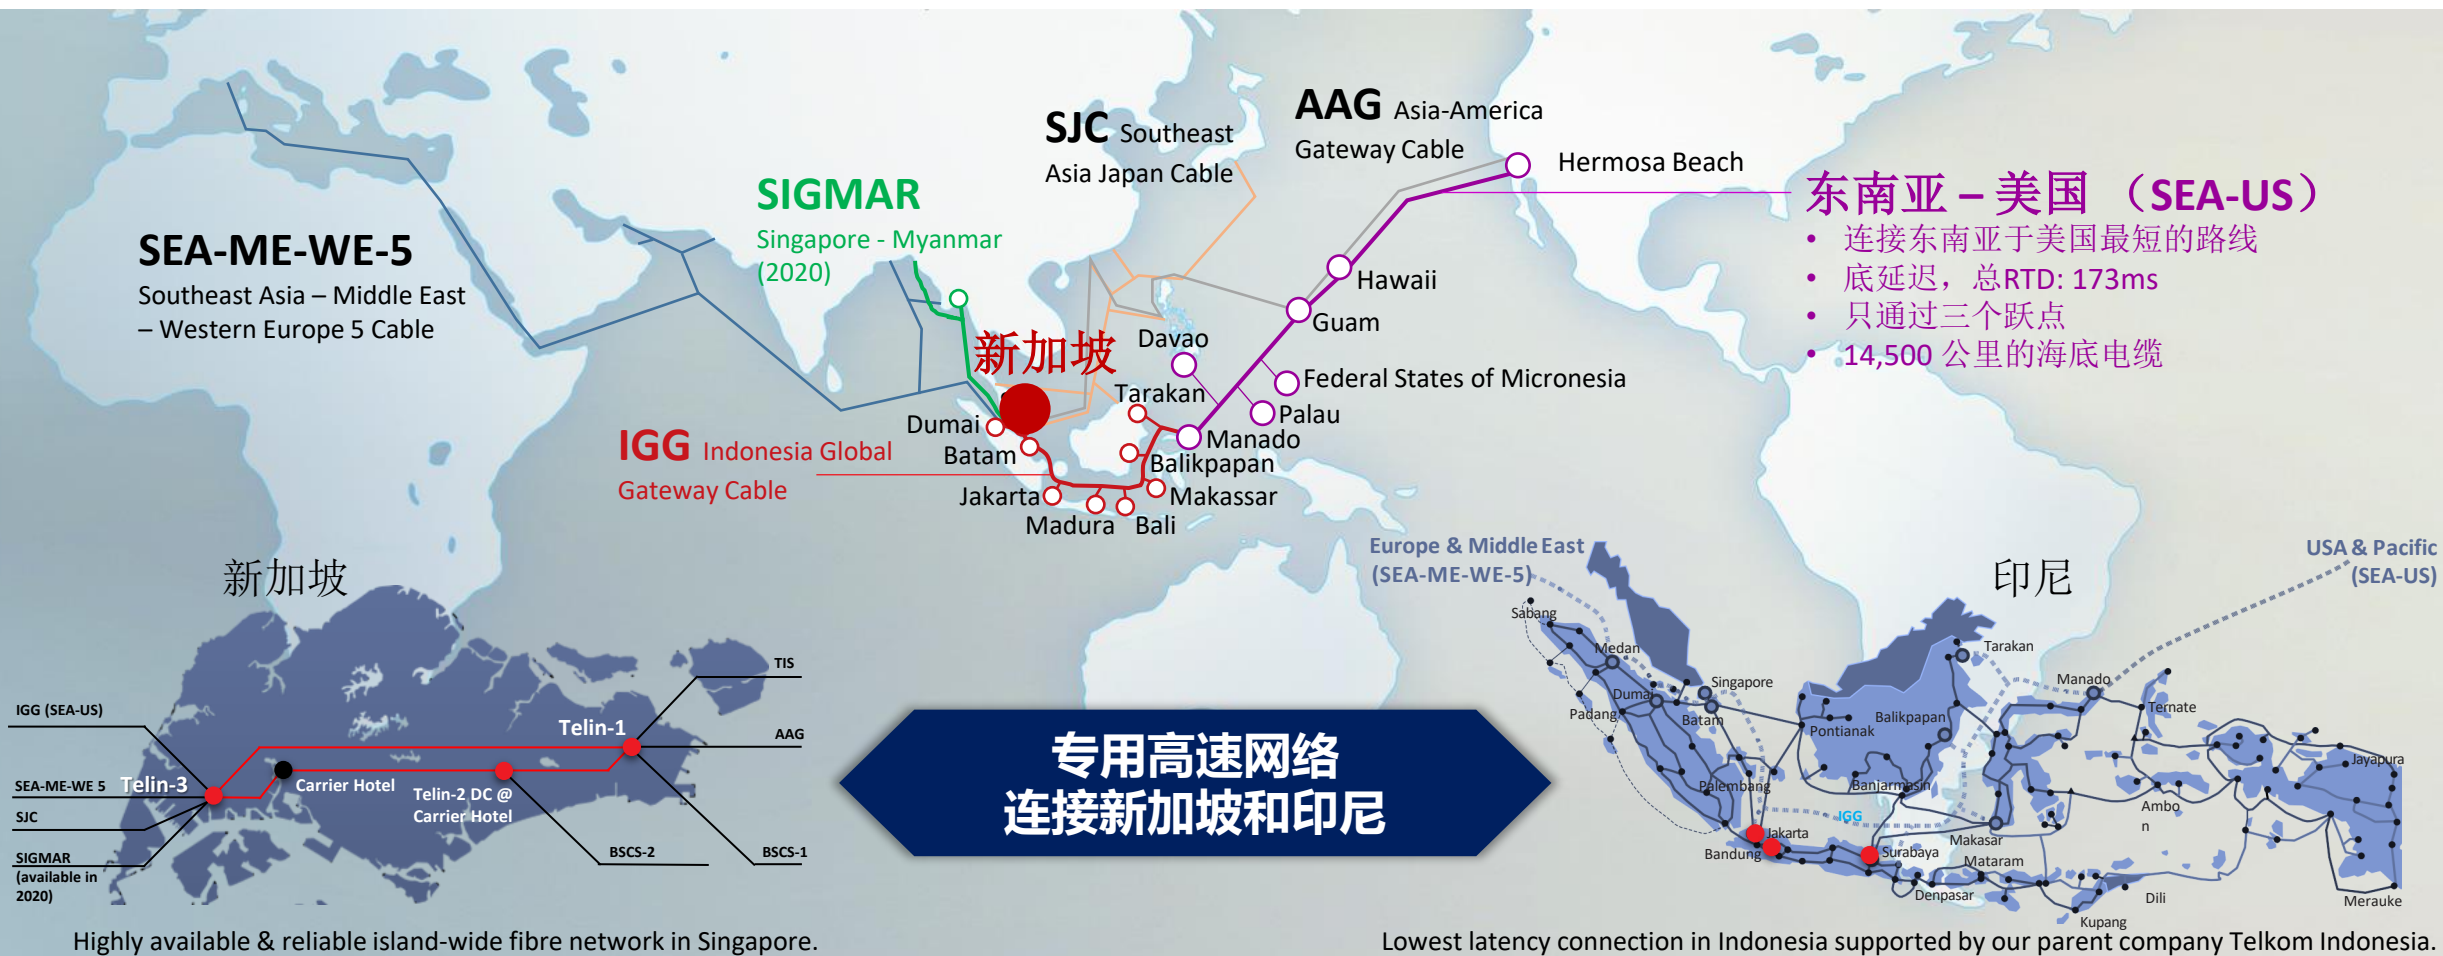 AAG Asia-America
Gateway Cable
SJC Southeast
Asia Japan Cable
Hermosa Beach
东南亚 – 美国 （SEA-US）
• 连接东南亚于美国最短的路线
• 底延迟，总RTD: 173ms
• 只通过三个跃点
• 14,500 公里的海底电缆
SIGMAR
Singapore - Myanmar
(2020)
SEA-ME-WE-5
Southeast Asia – Middle East
– Western Europe 5 Cable
Hawaii
Guam
Davao
新加坡
Federal States of Micronesia
Tarakan
Palau
Dumai
Manado
IGG Indonesia Global
Gateway Cable
Batam
Balikpapan
Jakarta
Makassar
Madura
Bali
新加坡
TIS
IGG (SEA-US)
Telin-1
AAG
SEA-ME-WE 5
Telin-3
Carrier Hotel
Telin-2 DC @
Carrier Hotel
SJC
SIGMAR
(available in
2020)
BSCS-2
BSCS-1
Highly available & reliable island-wide fibre network in Singapore.
专用高速网络
连接新加坡和印尼
Europe & Middle East
(SEA-ME-WE-5)
印尼
USA & Pacific
(SEA-US)
Sabang
Medan
Tarakan
Singapore
Manado
Dumai
Padang
Batam
Balikpapan
Ternate
Pontianak
Jayapura
Palembang
Banjarmasin
Ambo
n
IGG
Jakarta
Makasar
Bandung
Surabaya
Mataram
Denpasar
Dili
Merauke
Kupang
Lowest latency connection in Indonesia supported by our parent company Telkom Indonesia.